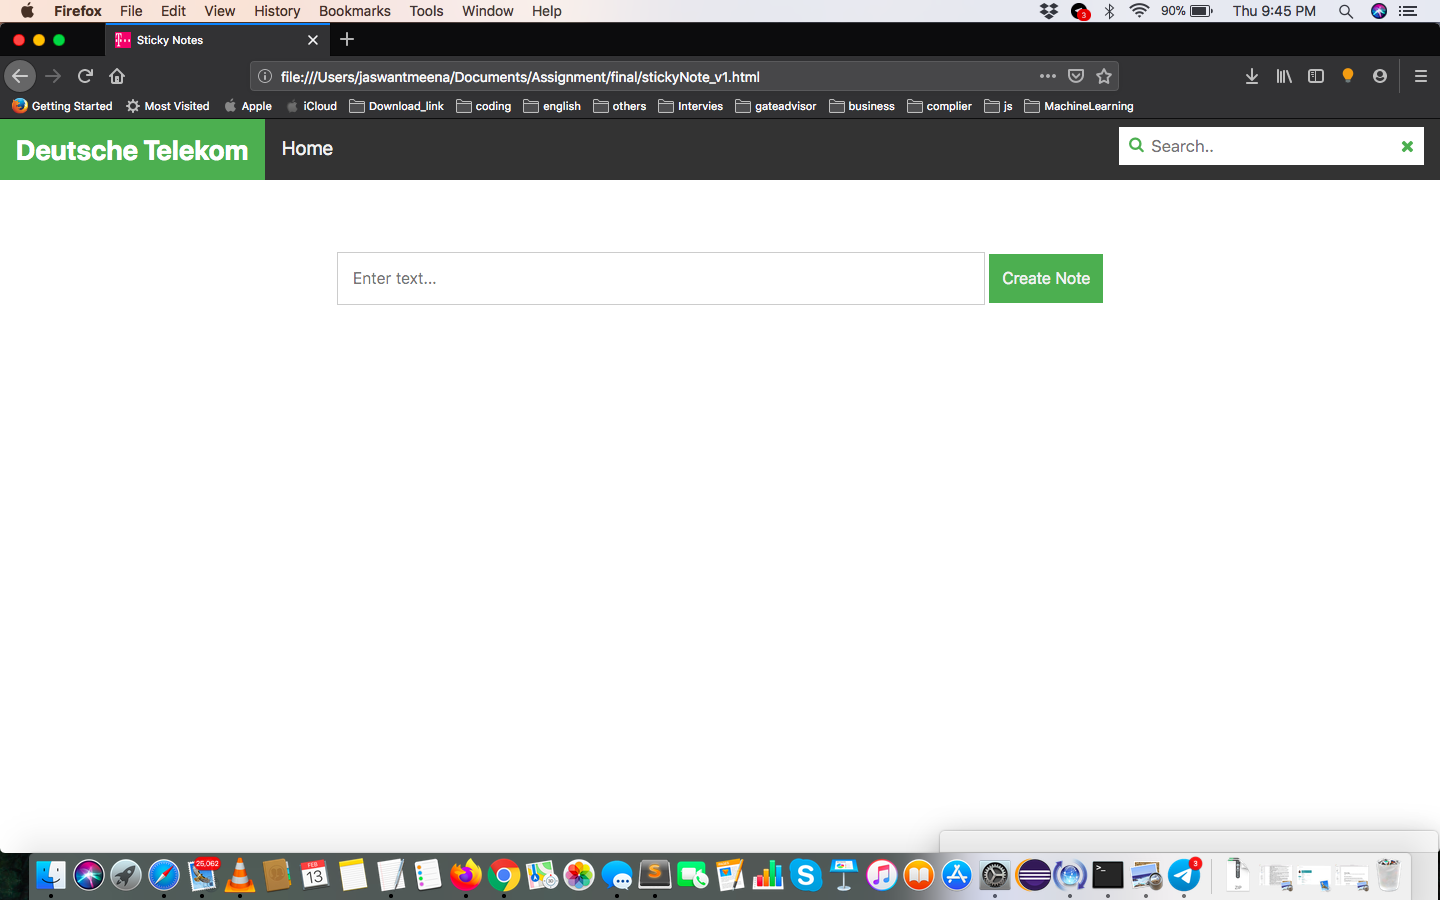 Firefox File Edit View History Bookmarks Tools Window Help 3 90% Thu 9:45 PM
Sticky Notes
file:///Users/jaswantmeena/Documents/Assignment/final/stickyNote_v1.html
Getting Started Most Visited Apple iCloud Download_link coding english others Intervies gateadvisor business complier js MachineLearning
Deutsche Telekom Home Search..
Enter text... Create Note
26,062 FEB 13 3